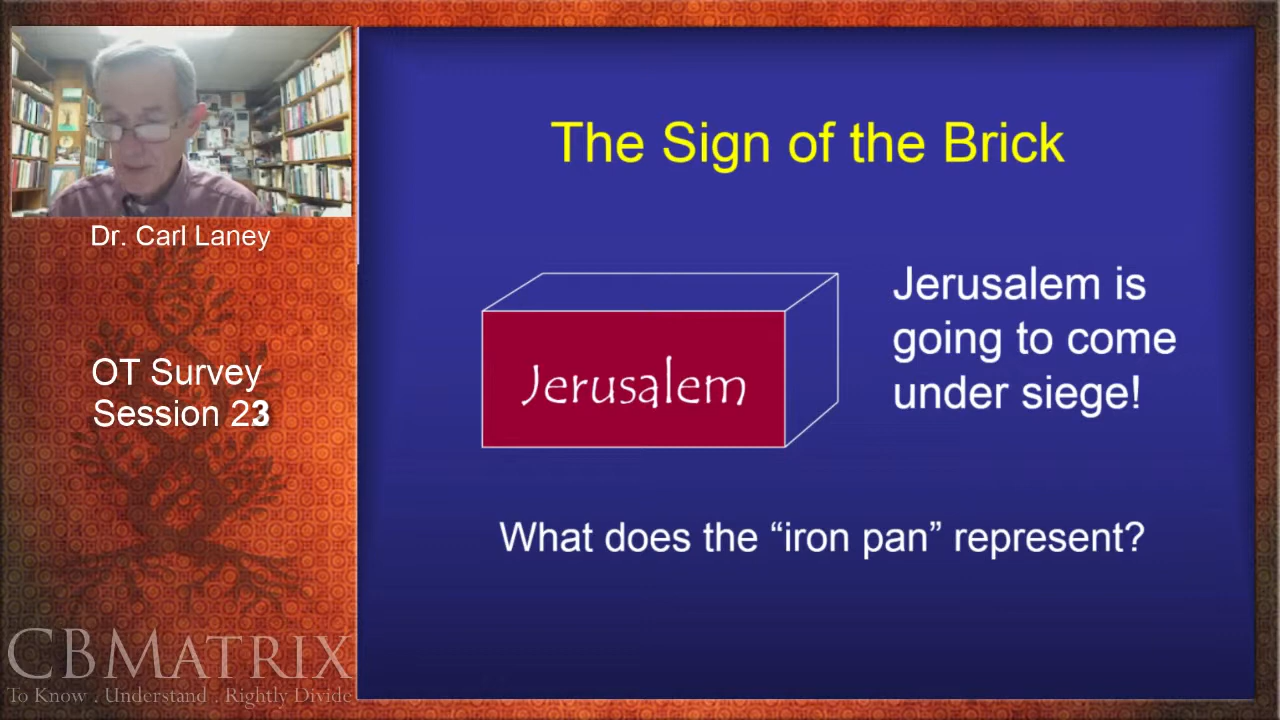 Dr. Carl Laney
OT Survey
Session 23
CBMATRIX
To Know . Understand . Rightly Divide
The Sign of the Brick
Jerusalem
Jerusalem is
going to come
under siege!
What does the “iron pan” represent?